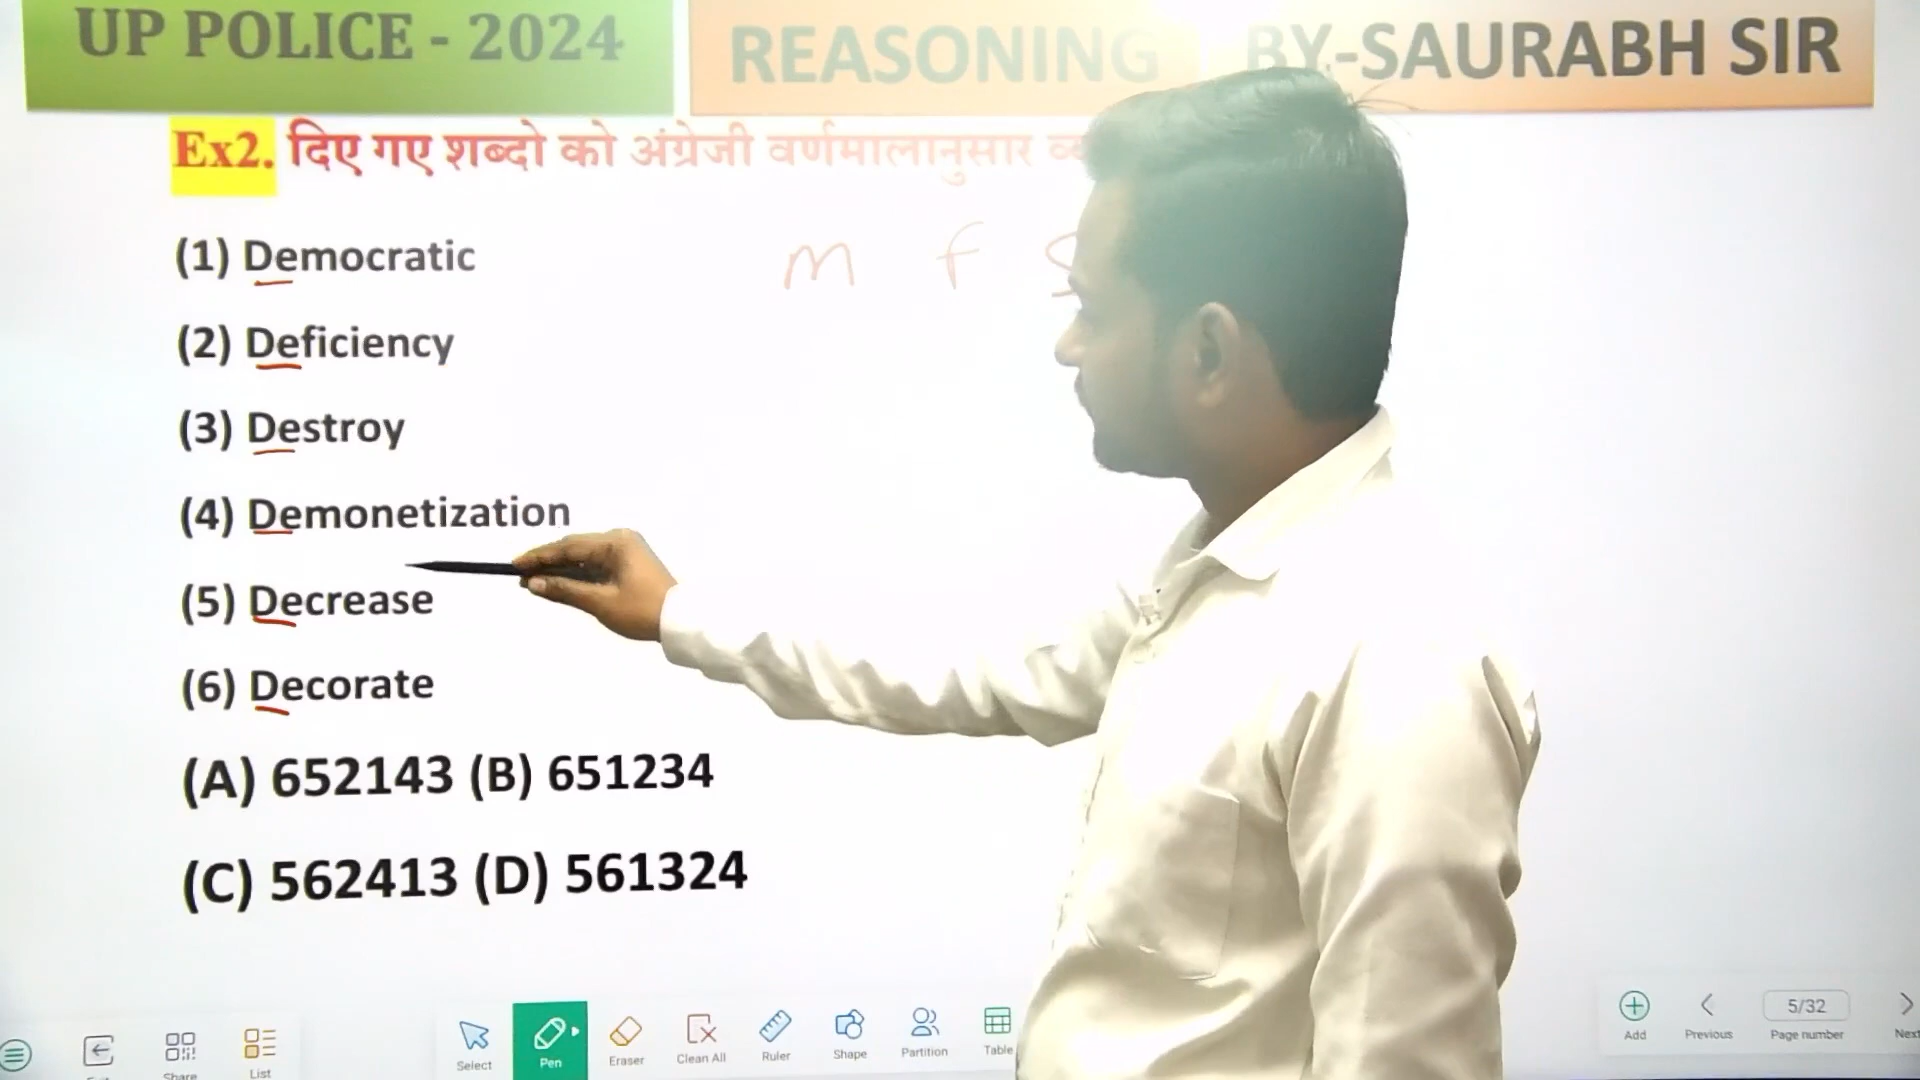 UP POLICE - 2024
REASONING BY-SAURABH SIR
Ex2. दिए गए शब्दो को अंग्रेजी वर्णमालानुसार
(1) Democratic
m f
(2) Deficiency
(3) Destroy
(4) Demonetization
(5) Decrease
(6) Decorate
(A) 652143 (B) 651234
(C) 562413 (D) 561324
Share
List
Select
Pen
Eraser
Clean All
Ruler
Shape
Partition
Table
Add
Previous
5/32
Page number
Next